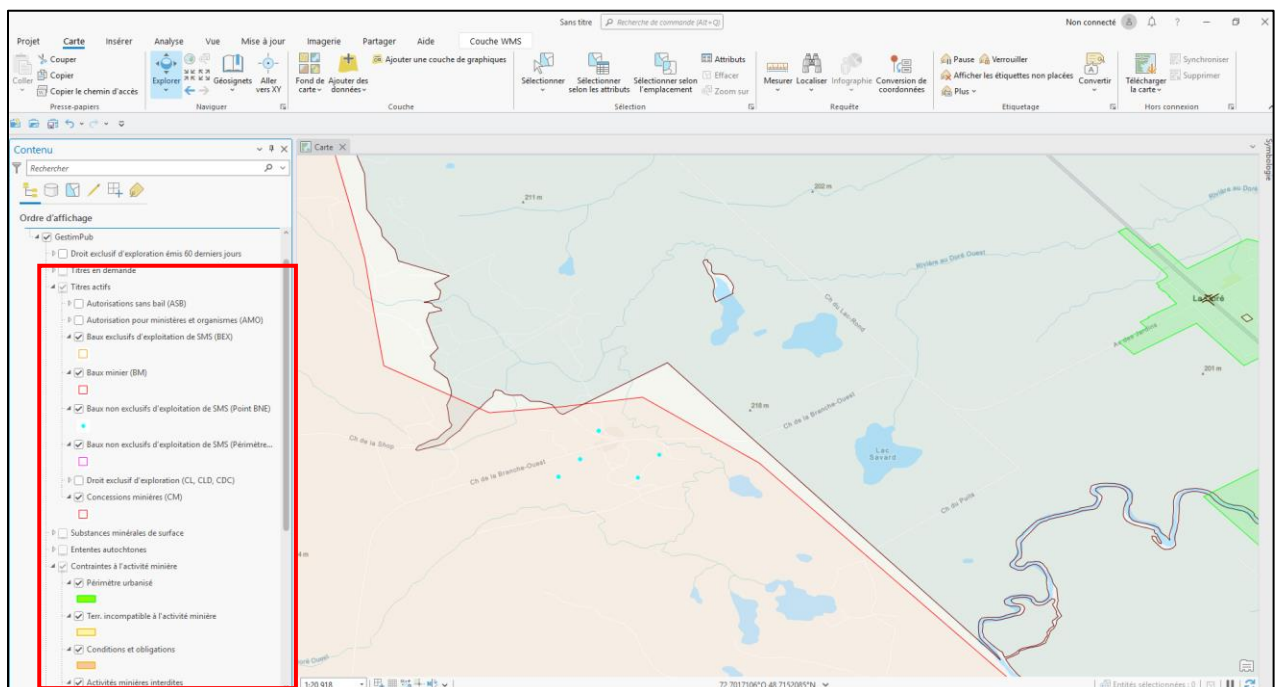 Sans titre
Recherche de commande (Alt+Q)
Non connecté
Projet Carte Insérer Analyse Vue Mise à jour Imagerie Partager Aide Couche WMS
Coller
Couper
Copier
Copier le chemin d'accès
Presse-papiers
Explorer
Géosignets
Aller
vers XY
Naviguer
Fond de
carte
Ajouter des
données
Ajouter une couche de graphiques
Couche
Sélectionner
Sélectionner
selon les attributs
Sélectionner selon
l'emplacement
Attributs
Effacer
Zoom sur
Sélection
Mesurer
Localiser
Infographie
Conversion de
coordonnées
Requête
Pause
Verrouiller
Afficher les étiquettes non placées
Plus
Convertir
Etiquetage
Télécharger
la carte
Synchroniser
Supprimer
Hors connexion
Contenu
Rechercher
Ordre d'affichage
GestimPub
Droit exclusif d'exploration émis 60 derniers jours
Titres en demande
Titres actifs
Autorisations sans bail (ASB)
Autorisation pour ministères et organismes (AMO)
Baux exclusifs d'exploitation de SMS (BEX)
Baux minier (BM)
Baux non exclusifs d'exploitation de SMS (Point BNE)
Baux non exclusifs d'exploitation de SMS (Périmètre...
Droit exclusif d'exploration (CL, CLD, CDC)
Concessions minières (CM)
Substances minérales de surface
Ententes autochtones
Contraintes à l'activité minière
Périmètre urbanisé
Terr. incompatible à l'activité minière
Conditions et obligations
Activités minières interdites
Carte
Symbologie
211 m
202 m
Rivière au Doré
Rivière au Doré Ouest
Ch du Lac-Rond
La Doré
Av des Jardins
201 m
218 m
Ch de la Branche-Ouest
Ch de la Shop
Ch de la Branche-Ouest
Lac
Savard
Ch du Puits
4 m
Doré Ouest
1:20 918
72,7017106°O 48,7152085°N
Entités sélectionnées : 0